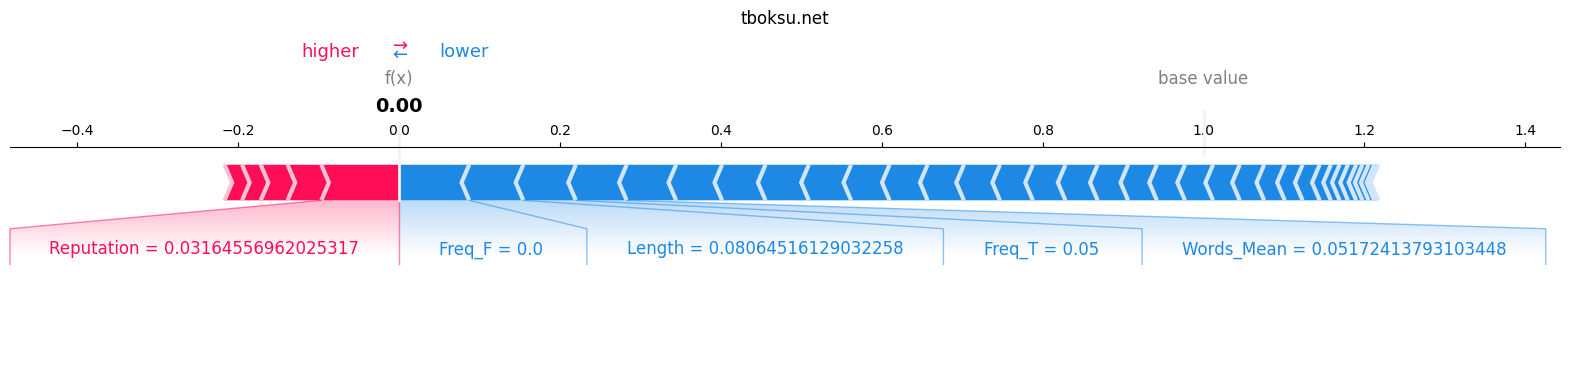 tboksu.net
higher → ← lower
f(x) base value
0.00
−0.4 −0.2 0.0 0.2 0.4 0.6 0.8 1.0 1.2 1.4
Reputation = 0.03164556962025317 Freq_F = 0.0 Length = 0.08064516129032258 Freq_T = 0.05 Words_Mean = 0.05172413793103448